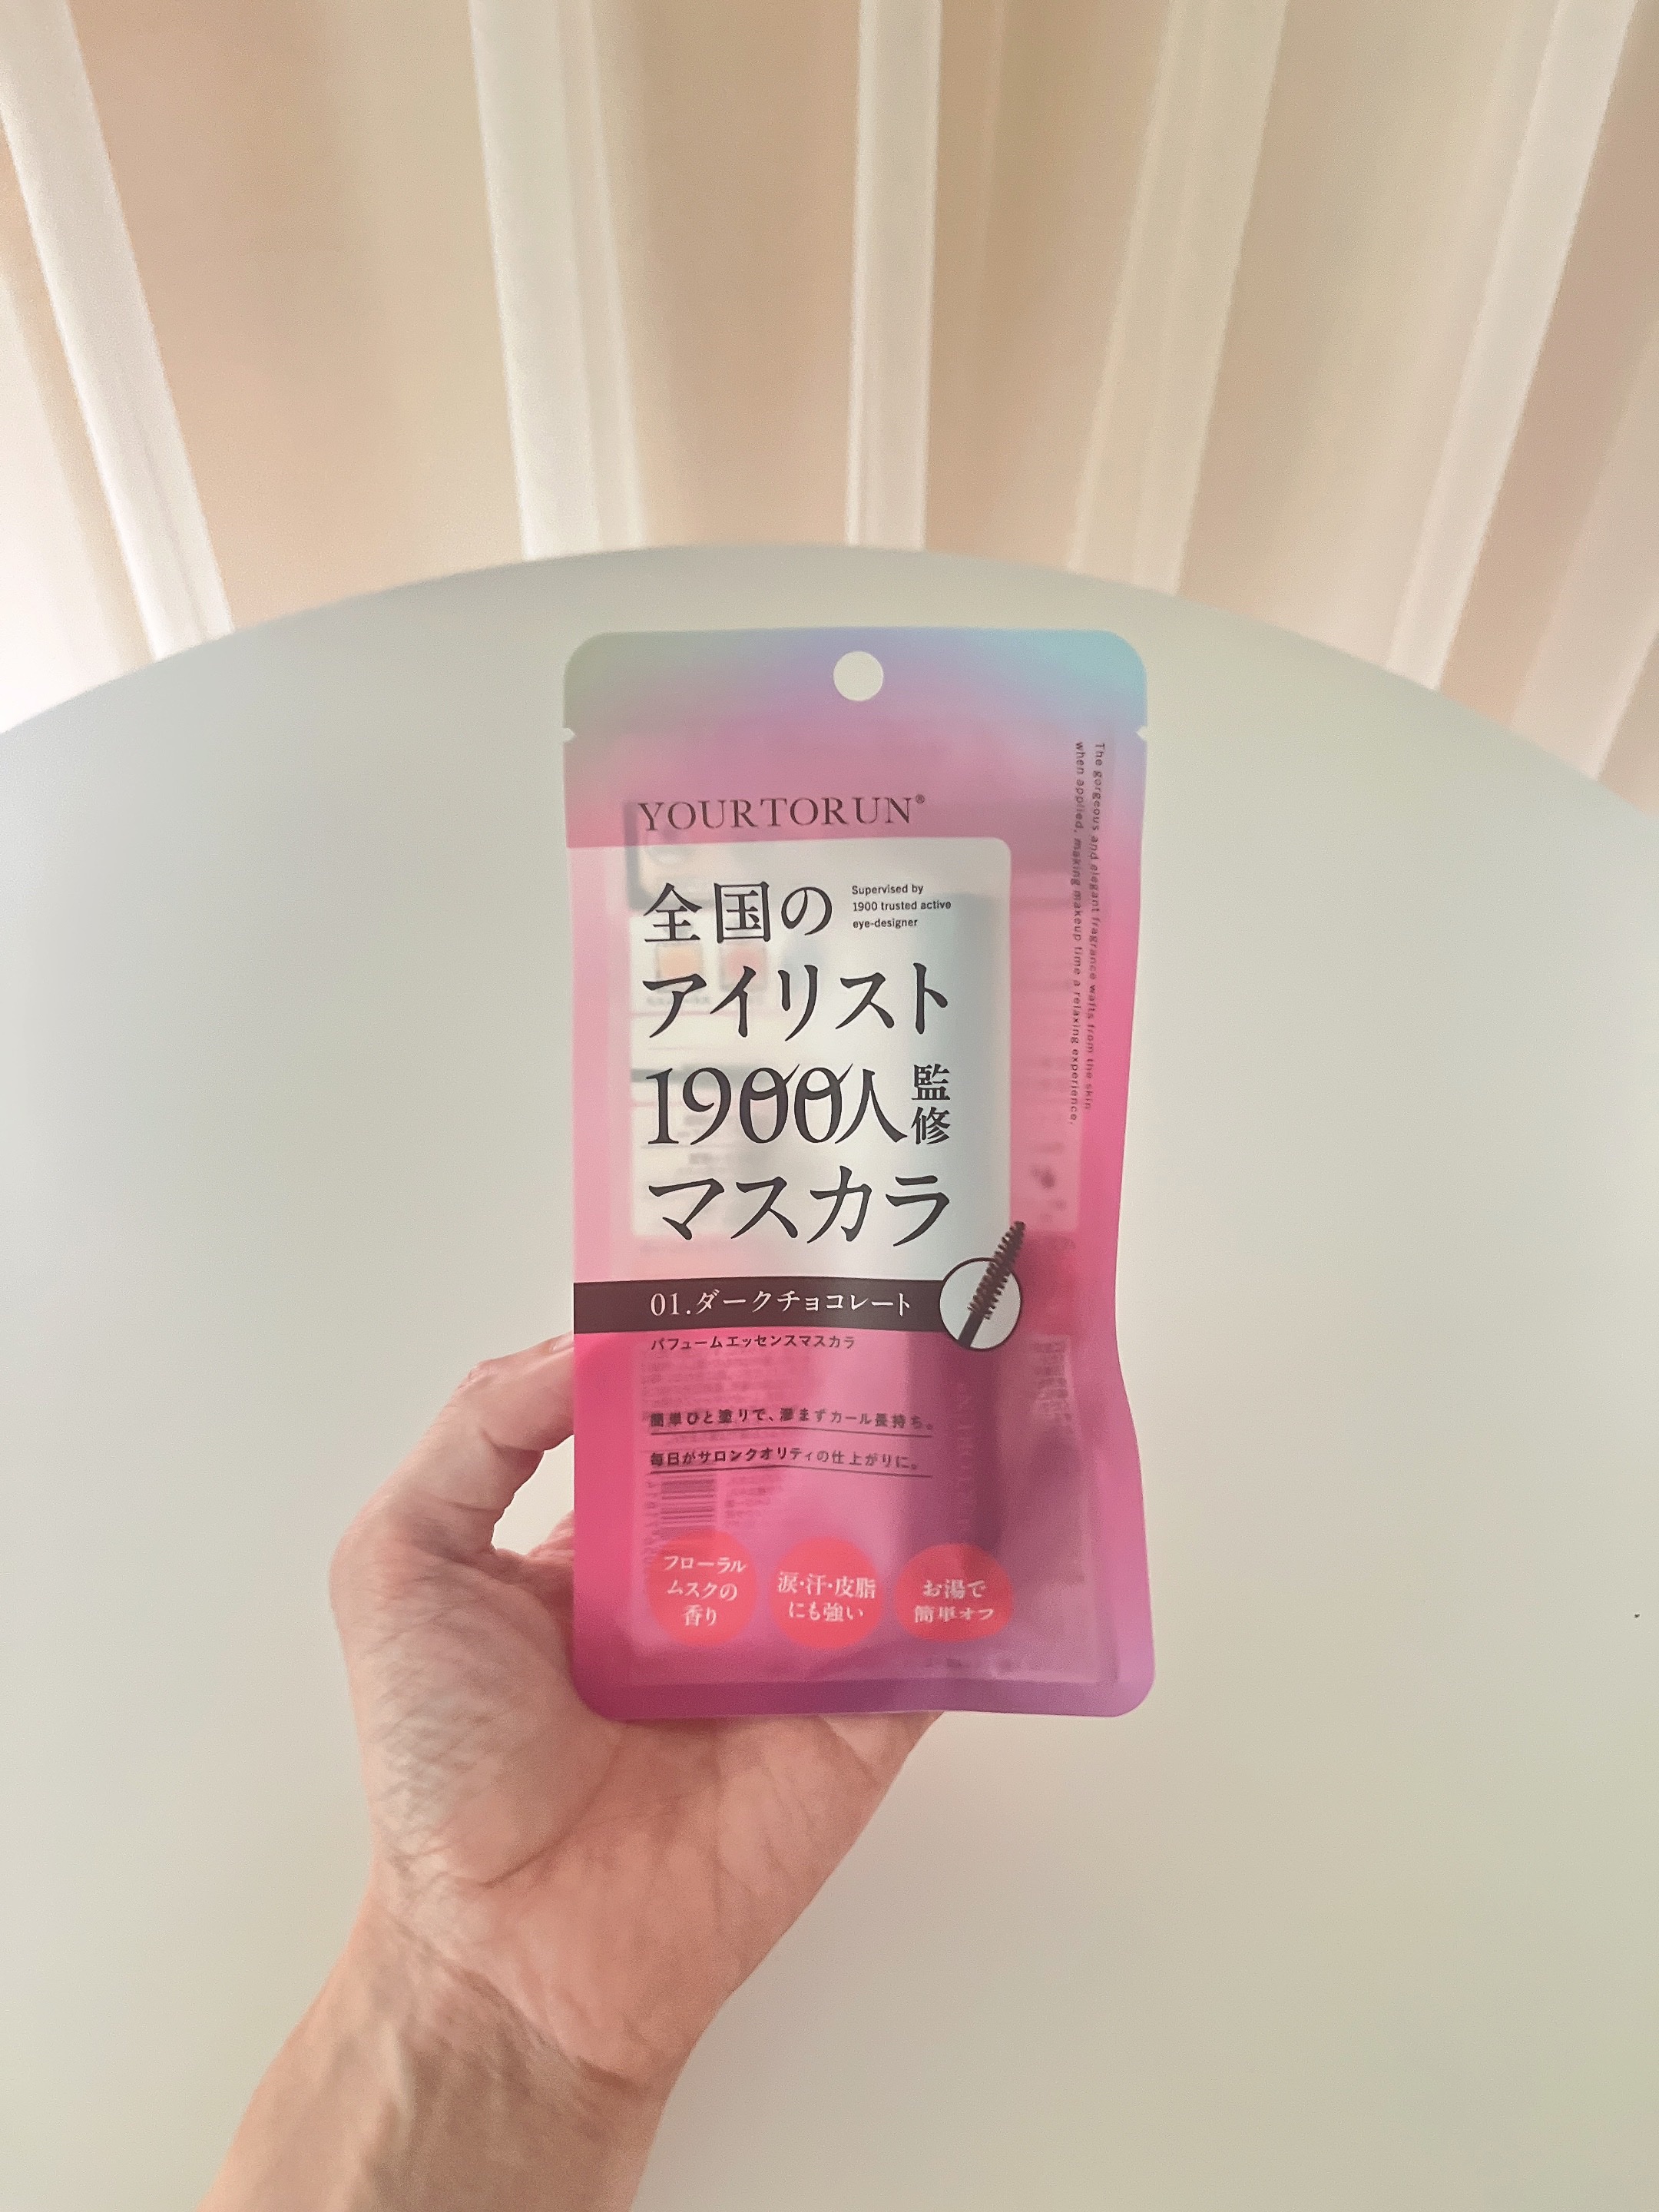 YOURTORUN®
全国の
Supervised by
1900 trusted active
eye-designer
アイリスト
1900人監修
マスカラ
01.ダークチョコレート
パフュームエッセンスマスカラ
簡単ひと塗りで、滲まずカール長持ち。
毎日がサロンクオリティの仕上がりに。
フローラル
ムスクの
香り
涙・汗・皮脂
にも強い
お湯で
簡単オフ
The gorgeous and elegant fragrance wafts from the skin
when applied, making makeup time a relaxing experience.